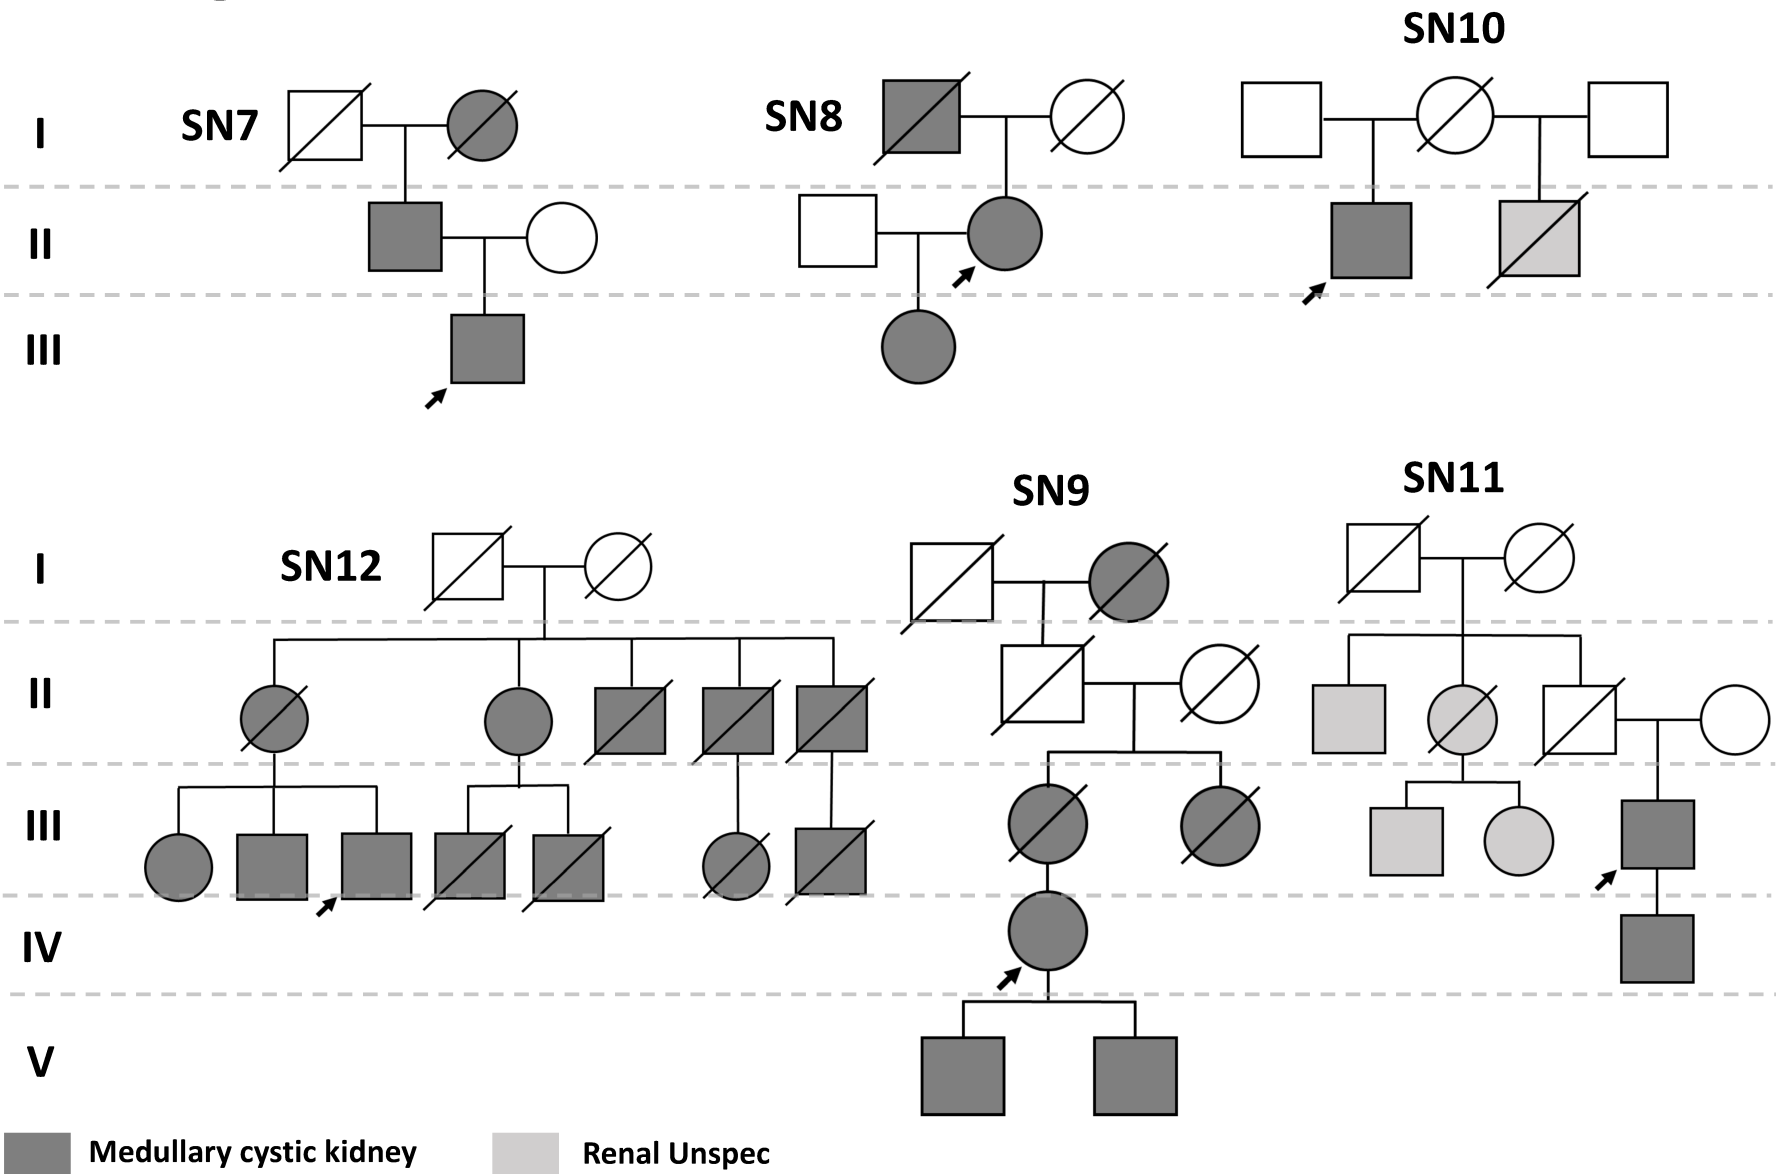 SN10
SN7
SN8
I
II
III
SN9
SN11
SN12
I
II
III
IV
V
Medullary cystic kidney
Renal Unspec